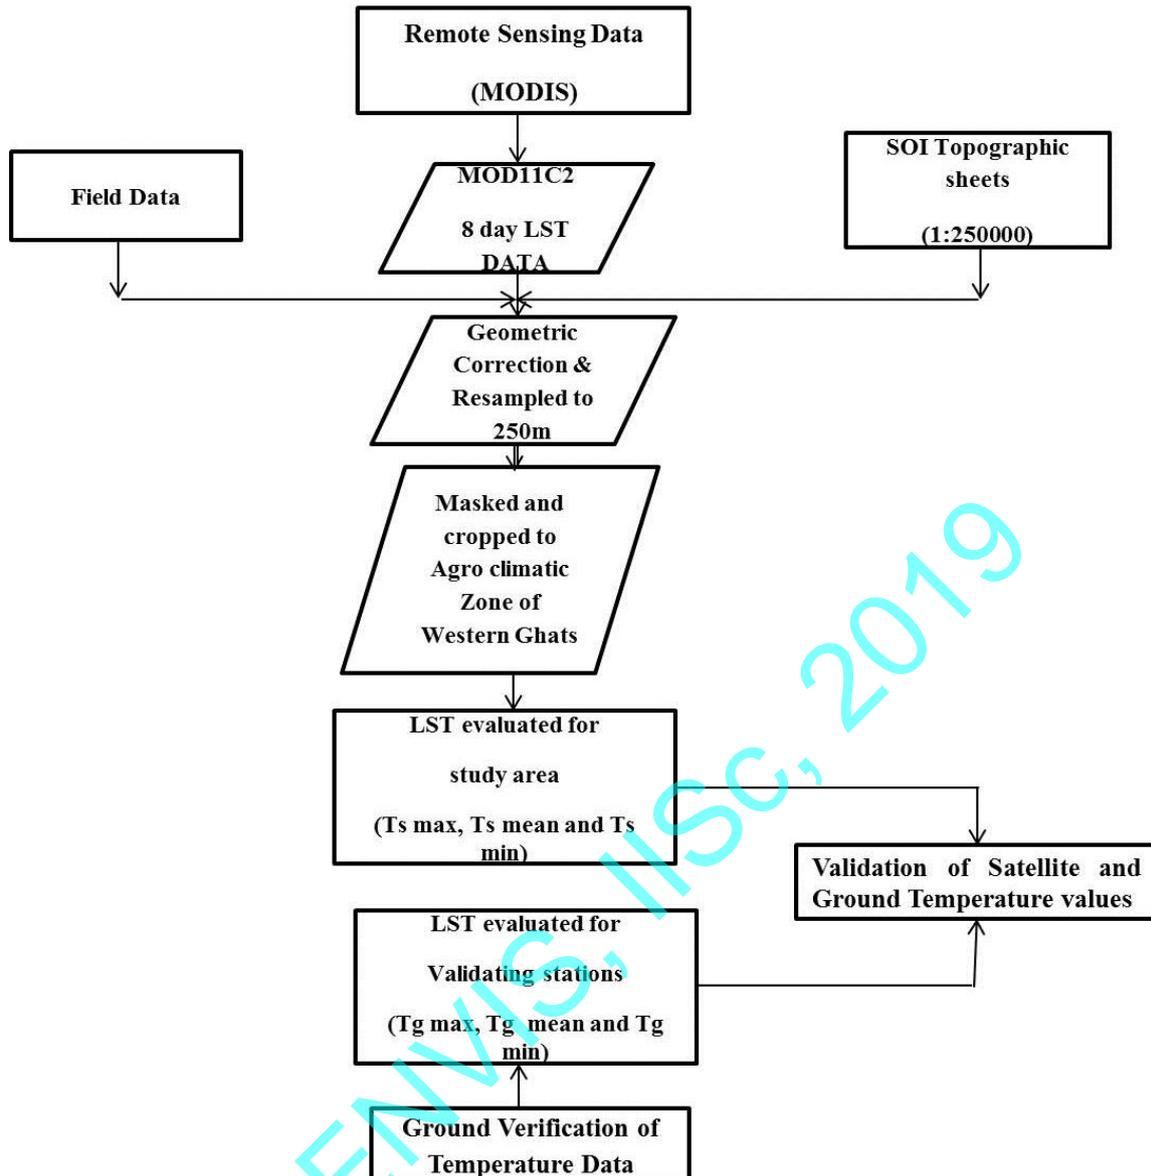 Remote Sensing Data
(MODIS)
Field Data
MOD11C2
8 day LST
DATA
SOI Topographic
sheets
(1:250000)
Geometric
Correction &
Resampled to
250m
Masked and
cropped to
Agro climatic
Zone of
Western Ghats
LST evaluated for
study area
(Ts max, Ts mean and Ts
min)
Validation of Satellite and
Ground Temperature values
LST evaluated for
Validating stations
(Tg max, Tg mean and Tg
min)
Ground Verification of
Temperature Data
ENVIS, IISc, 2019